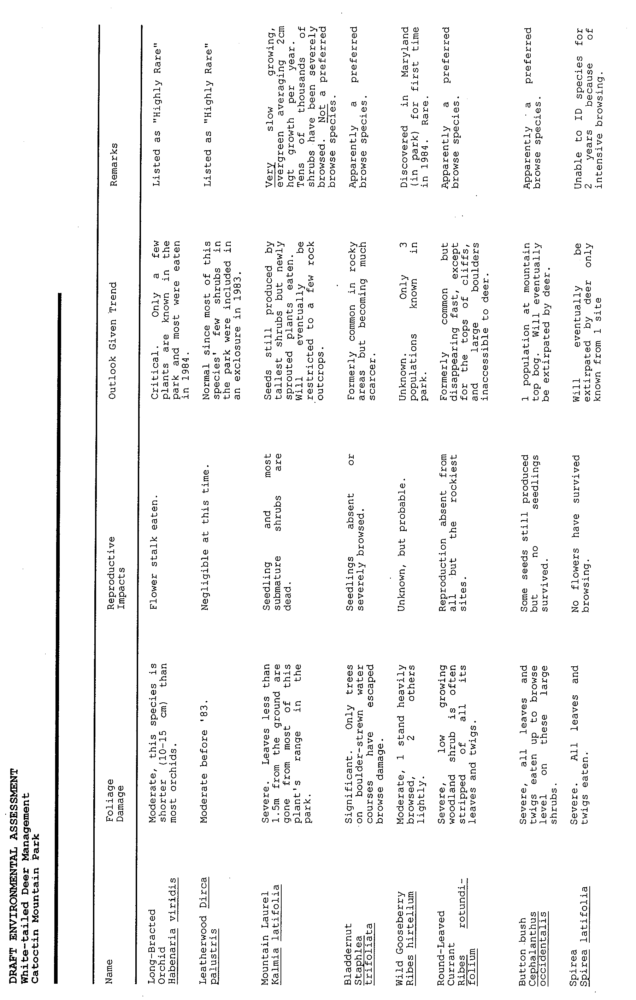 DRAFT ENVIRONMENTAL ASSESSMENT
White-tailed Deer Management
Catoctin Mountain Park
Name
Foliage
Damage
Reproductive
Impacts
Outlook Given Trend
Remarks
Long-Bracted
Orchid
Habenaria viridis
Moderate, this species is
shorter (10-15 cm) than
most orchids.
Flower stalk eaten.
Critical. Only a few
plants are known in the
park and most were eaten
in 1984.
Listed as "Highly Rare"
Leatherwood Dirca
palustris
Moderate before '83.
Negligible at this time.
Normal since most of this
species' few shrubs in
the park were included in
an exclosure in 1983.
Listed as "Highly Rare"
Mountain Laurel
Kalmia latifolia
Severe. Leaves less than
1.5m from the ground are
gone from most of this
plant's range in the
park.
Seedling and most
submature shrubs are
dead.
Seeds still produced by
tallest shrubs but newly
sprouted plants eaten.
Will eventually be
restricted to a few rock
outcrops.
Very slow growing,
evergreen averaging 2cm
hgt growth per year.
Tens of thousands of
shrubs have been severely
browsed. Not a preferred
browse species.
Bladdernut
Staphlea
trifoliata
Significant. Only trees
on boulder-strewn water
courses have escaped
browse damage.
Seedlings absent or
severely browsed.
Formerly common in rocky
areas but becoming much
scarcer.
Apparently a preferred
browse species.
Wild Gooseberry
Ribes hirtellum
Moderate, 1 stand heavily
browsed, 2 others
lightly.
Unknown, but probable.
Unknown. Only 3
populations known in
park.
Discovered in Maryland
(in park) for first time
in 1984. Rare.
Round-Leaved
Currant
Ribes rotundi-
folium
Severe, low growing
woodland shrub is often
stripped of all its
leaves and twigs.
Reproduction absent from
all but the rockiest
sites.
Formerly common but
disappearing fast, except
for the tops of cliffs,
and large boulders
inaccessible to deer.
Apparently a preferred
browse species.
Button bush
Cephalanthus
occidentalis
Severe, all leaves and
twigs eaten up to browse
level on these large
shrubs.
Some seeds still produced
but no seedlings
survived.
1 population at mountain
top bog. Will eventually
be extirpated by deer.
Apparently a preferred
browse species.
Spirea
Spirea latifolia
Severe. All leaves and
twigs eaten.
No flowers have survived
browsing.
Will eventually be
extirpated by deer only
known from 1 site
Unable to ID species for
2 years because of
intensive browsing.